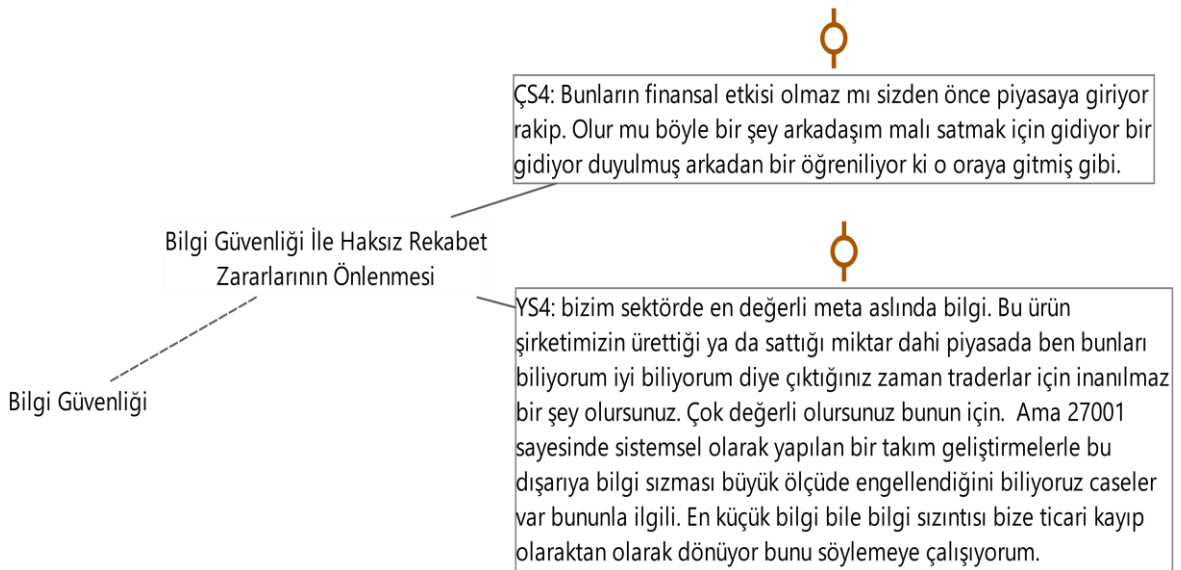 ÇS4: Bunların finansal etkisi olmaz mı sizden önce piyasaya giriyor
rakip. Olur mu böyle bir şey arkadaşım malı satmak için gidiyor bir
gidiyor duyulmuş arkadan bir öğreniliyor ki o oraya gitmiş gibi.
Bilgi Güvenliği İle Haksız Rekabet
Zararlarının Önlenmesi
YS4: bizim sektörde en değerli meta aslında bilgi. Bu ürün
şirketimizin ürettiği ya da sattığı miktar dahi piyasada ben bunları
biliyorum iyi biliyorum diye çıktığınız zaman traderlar için inanılmaz
bir şey olursunuz. Çok değerli olursunuz bunun için.  Ama 27001
sayesinde sistemsel olarak yapılan bir takım geliştirmelerle bu
dışarıya bilgi sızması büyük ölçüde engellendiğini biliyoruz caseler
var bununla ilgili. En küçük bilgi bile bilgi sızıntısı bize ticari kayıp
olaraktan olarak dönüyor bunu söylemeye çalışıyorum.
Bilgi Güvenliği